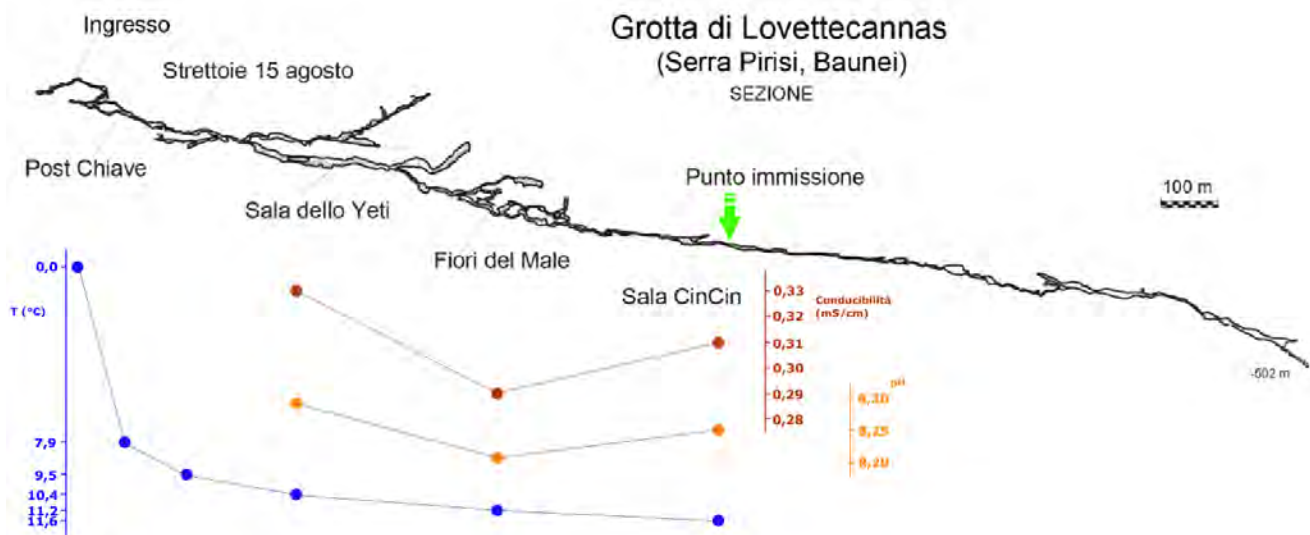 Grotta di Lovettecannas
(Serra Pirisi, Baunei)
SEZIONE
Ingresso
Strettoie 15 agosto
Post Chiave
Sala dello Yeti
Fiori del Male
Punto immissione
Sala CinCin
100 m
-502 m
T (°C)
0,0
7,9
9,5
10,4
11,2
11,6
0,33
0,32
0,31
0,30
0,29
0,28
Conducibilità
(mS/cm)
pH
8,30
8,25
8,20